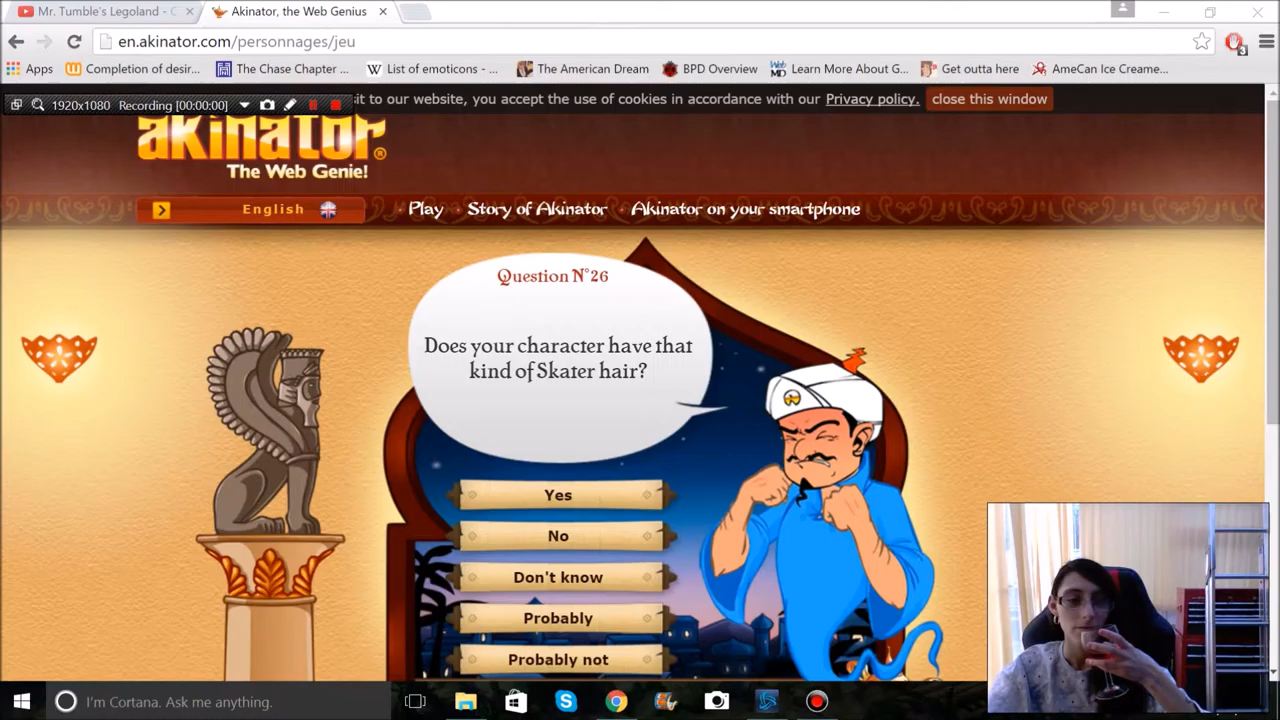 Mr. Tumble's Legoland - C
Akinator, the Web Genius
en.akinator.com/personnages/jeu
Apps
Completion of desir...
The Chase Chapter ...
W List of emoticons - ...
The American Dream
BPD Overview
Web MD Learn More About G...
Get outta here
AmeCan Ice Creame...
3
1920x1080 Recording [00:00:00]
sit to our website, you accept the use of cookies in accordance with our Privacy policy. close this window
akinator®
The Web Genie!
English
Play
Story of Akinator
Akinator on your smartphone
Question N°26
Does your character have that
kind of Skater hair?
Yes
No
Don't know
Probably
Probably not
I'm Cortana. Ask me anything.